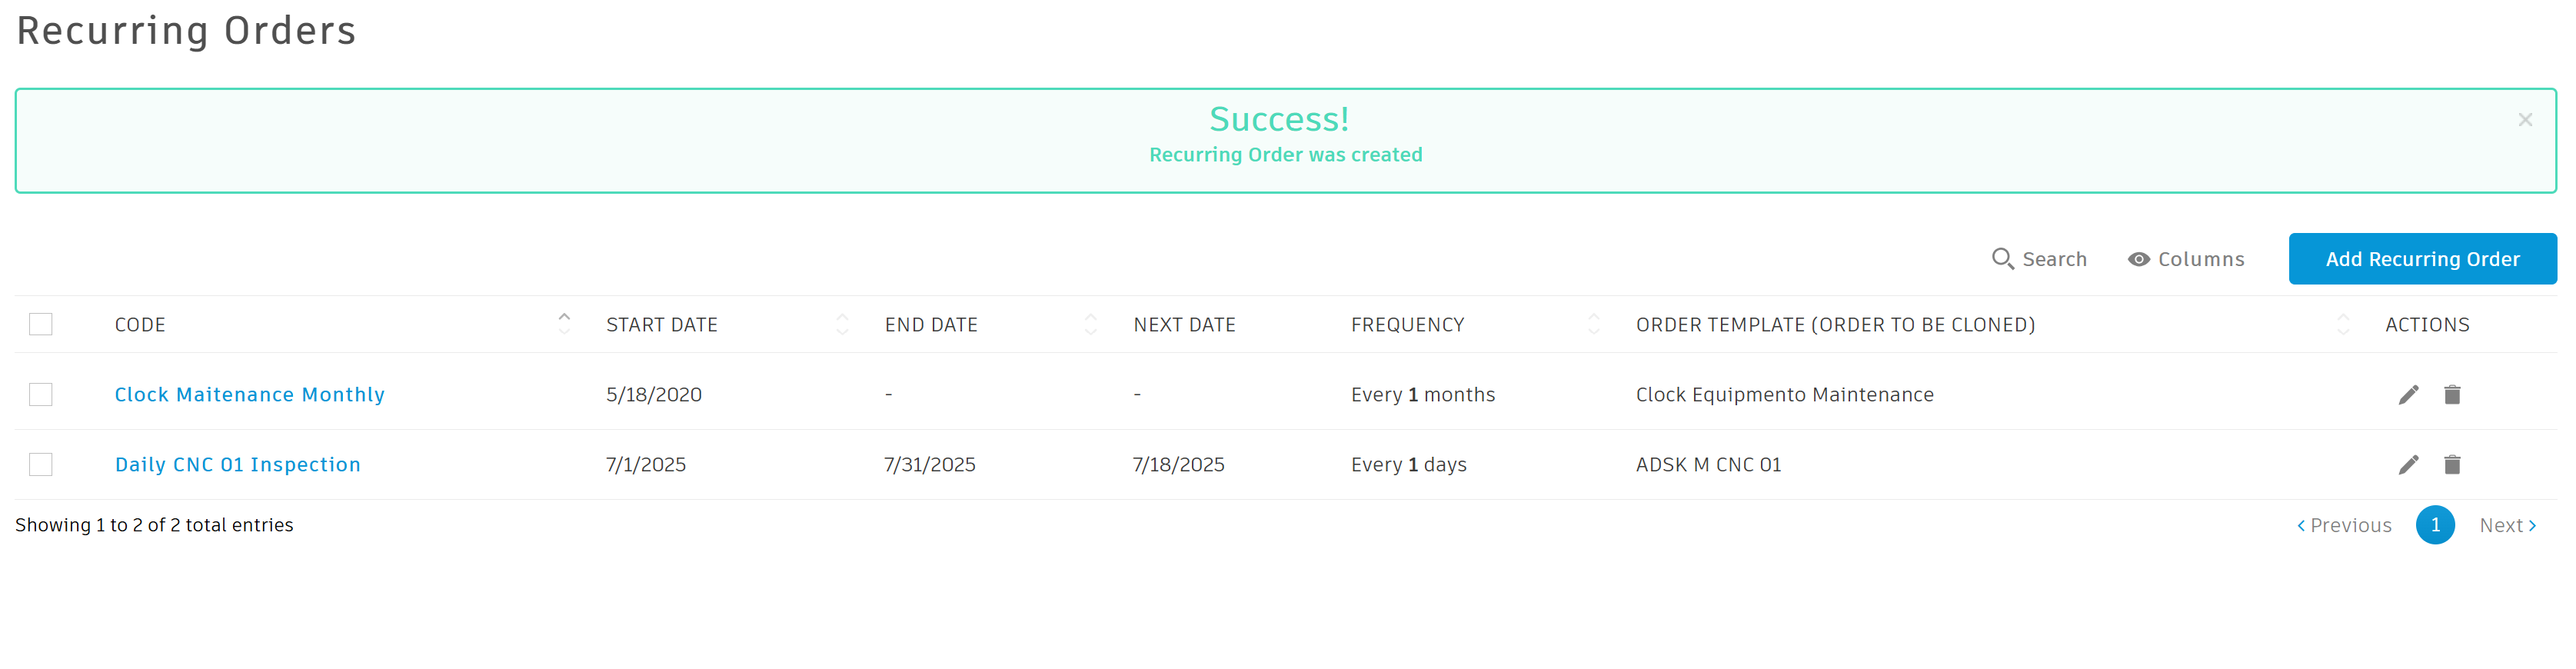 Recurring Orders
Success!
Recurring Order was created
Search Columns Add Recurring Order
CODE START DATE END DATE NEXT DATE FREQUENCY ORDER TEMPLATE (ORDER TO BE CLONED) ACTIONS
Clock Maitenance Monthly 5/18/2020 - - Every 1 months Clock Equipmento Maintenance
Daily CNC 01 Inspection 7/1/2025 7/31/2025 7/18/2025 Every 1 days ADSK M CNC 01
Showing 1 to 2 of 2 total entries Previous 1 Next